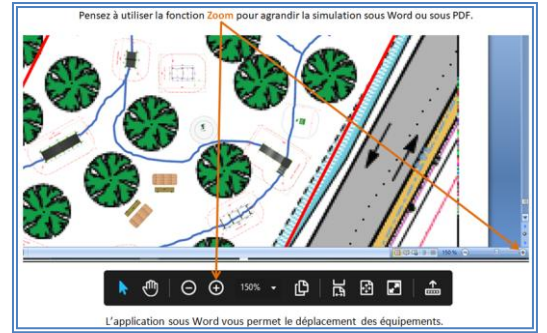 Pensez à utiliser la fonction Zoom pour agrandir la simulation sous Word ou sous PDF.
150 %
150%
L'application sous Word vous permet le déplacement des équipements.